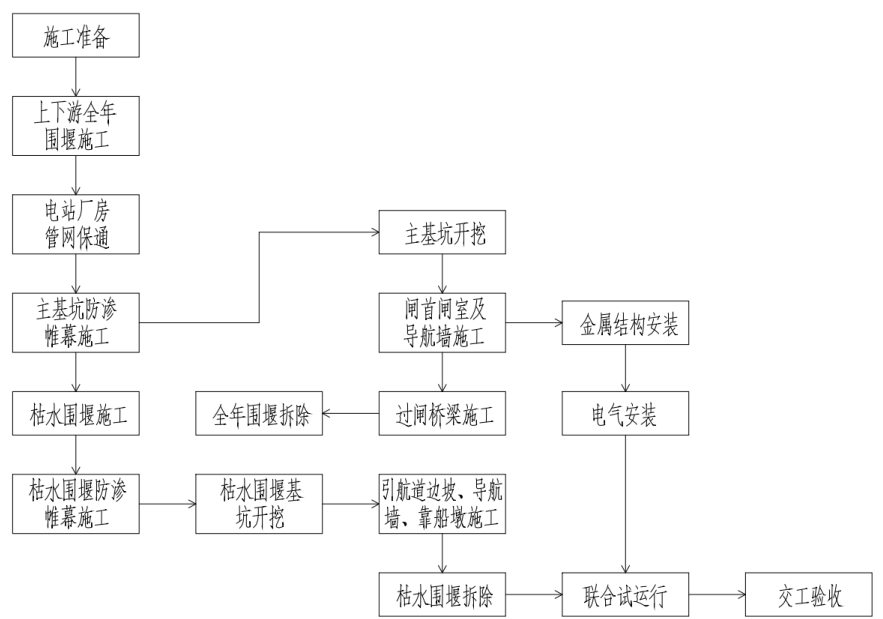 施工准备
上下游全年
围堰施工
电站厂房
管网保通
主基坑开挖
主基坑防渗
帷幕施工
闸首闸室及
导航墙施工
金属结构安装
枯水围堰施工
全年围堰拆除
过闸桥梁施工
电气安装
枯水围堰防渗
帷幕施工
枯水围堰基
坑开挖
引航道边坡、导航
墙、靠船墩施工
枯水围堰拆除
联合试运行
交工验收